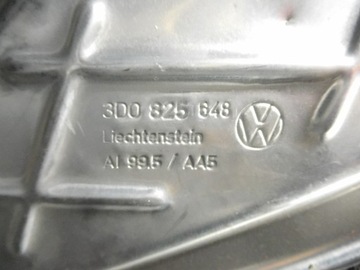 3D0 825 648
Liechtenstein
Al 99.5 / AA5